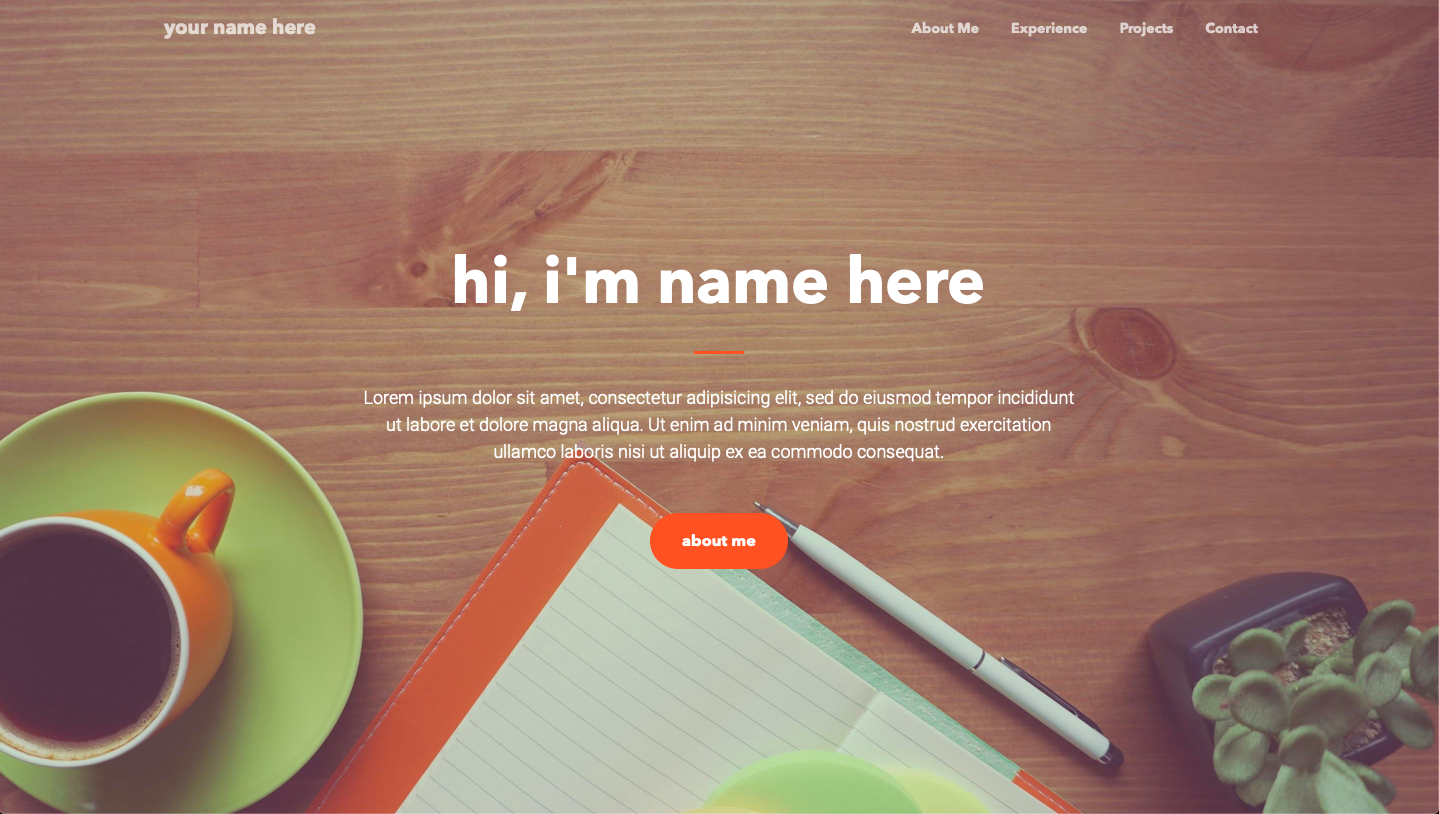 your name here
About Me Experience Projects Contact
hi, i'm name here
Lorem ipsum dolor sit amet, consectetur adipisicing elit, sed do eiusmod tempor incididunt
ut labore et dolore magna aliqua. Ut enim ad minim veniam, quis nostrud exercitation
ullamco laboris nisi ut aliquip ex ea commodo consequat.
about me